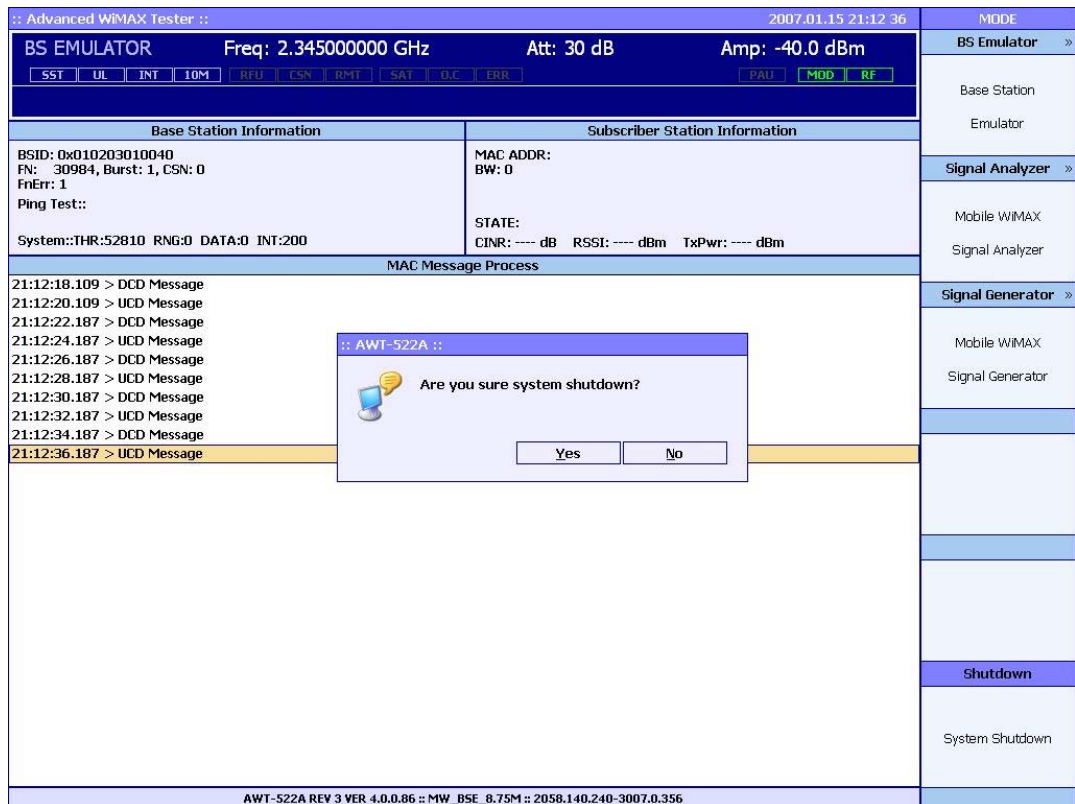 :: Advanced WiMAX Tester :: 2007.01.15 21:12 36
BS EMULATOR Freq: 2.345000000 GHz Att: 30 dB Amp: -40.0 dBm
SST UL INT 10M RFU CSN RMT SAT O.C ERR PAU MOD RF
Base Station Information
BSID: 0x010203010040
FN: 30984, Burst: 1, CSN: 0
FnErr: 1
Ping Test::
System::THR:52810 RNG:0 DATA:0 INT:200
Subscriber Station Information
MAC ADDR:
BW: 0
STATE:
CINR: ---- dB RSSI: ---- dBm TxPwr: ---- dBm
MAC Message Process
21:12:18.109 > DCD Message
21:12:20.109 > UCD Message
21:12:22.187 > DCD Message
21:12:24.187 > UCD Message
21:12:26.187 > DCD Message
21:12:28.187 > UCD Message
21:12:30.187 > DCD Message
21:12:32.187 > UCD Message
21:12:34.187 > DCD Message
21:12:36.187 > UCD Message
:: AWT-522A ::
Are you sure system shutdown?
Yes No
MODE
BS Emulator »
Base Station
Emulator
Signal Analyzer »
Mobile WiMAX
Signal Analyzer
Signal Generator »
Mobile WiMAX
Signal Generator
Shutdown
System Shutdown
AWT-522A REV 3 VER 4.0.0.86 :: MW_BSE_8.75M :: 2058.140.240-3007.0.356